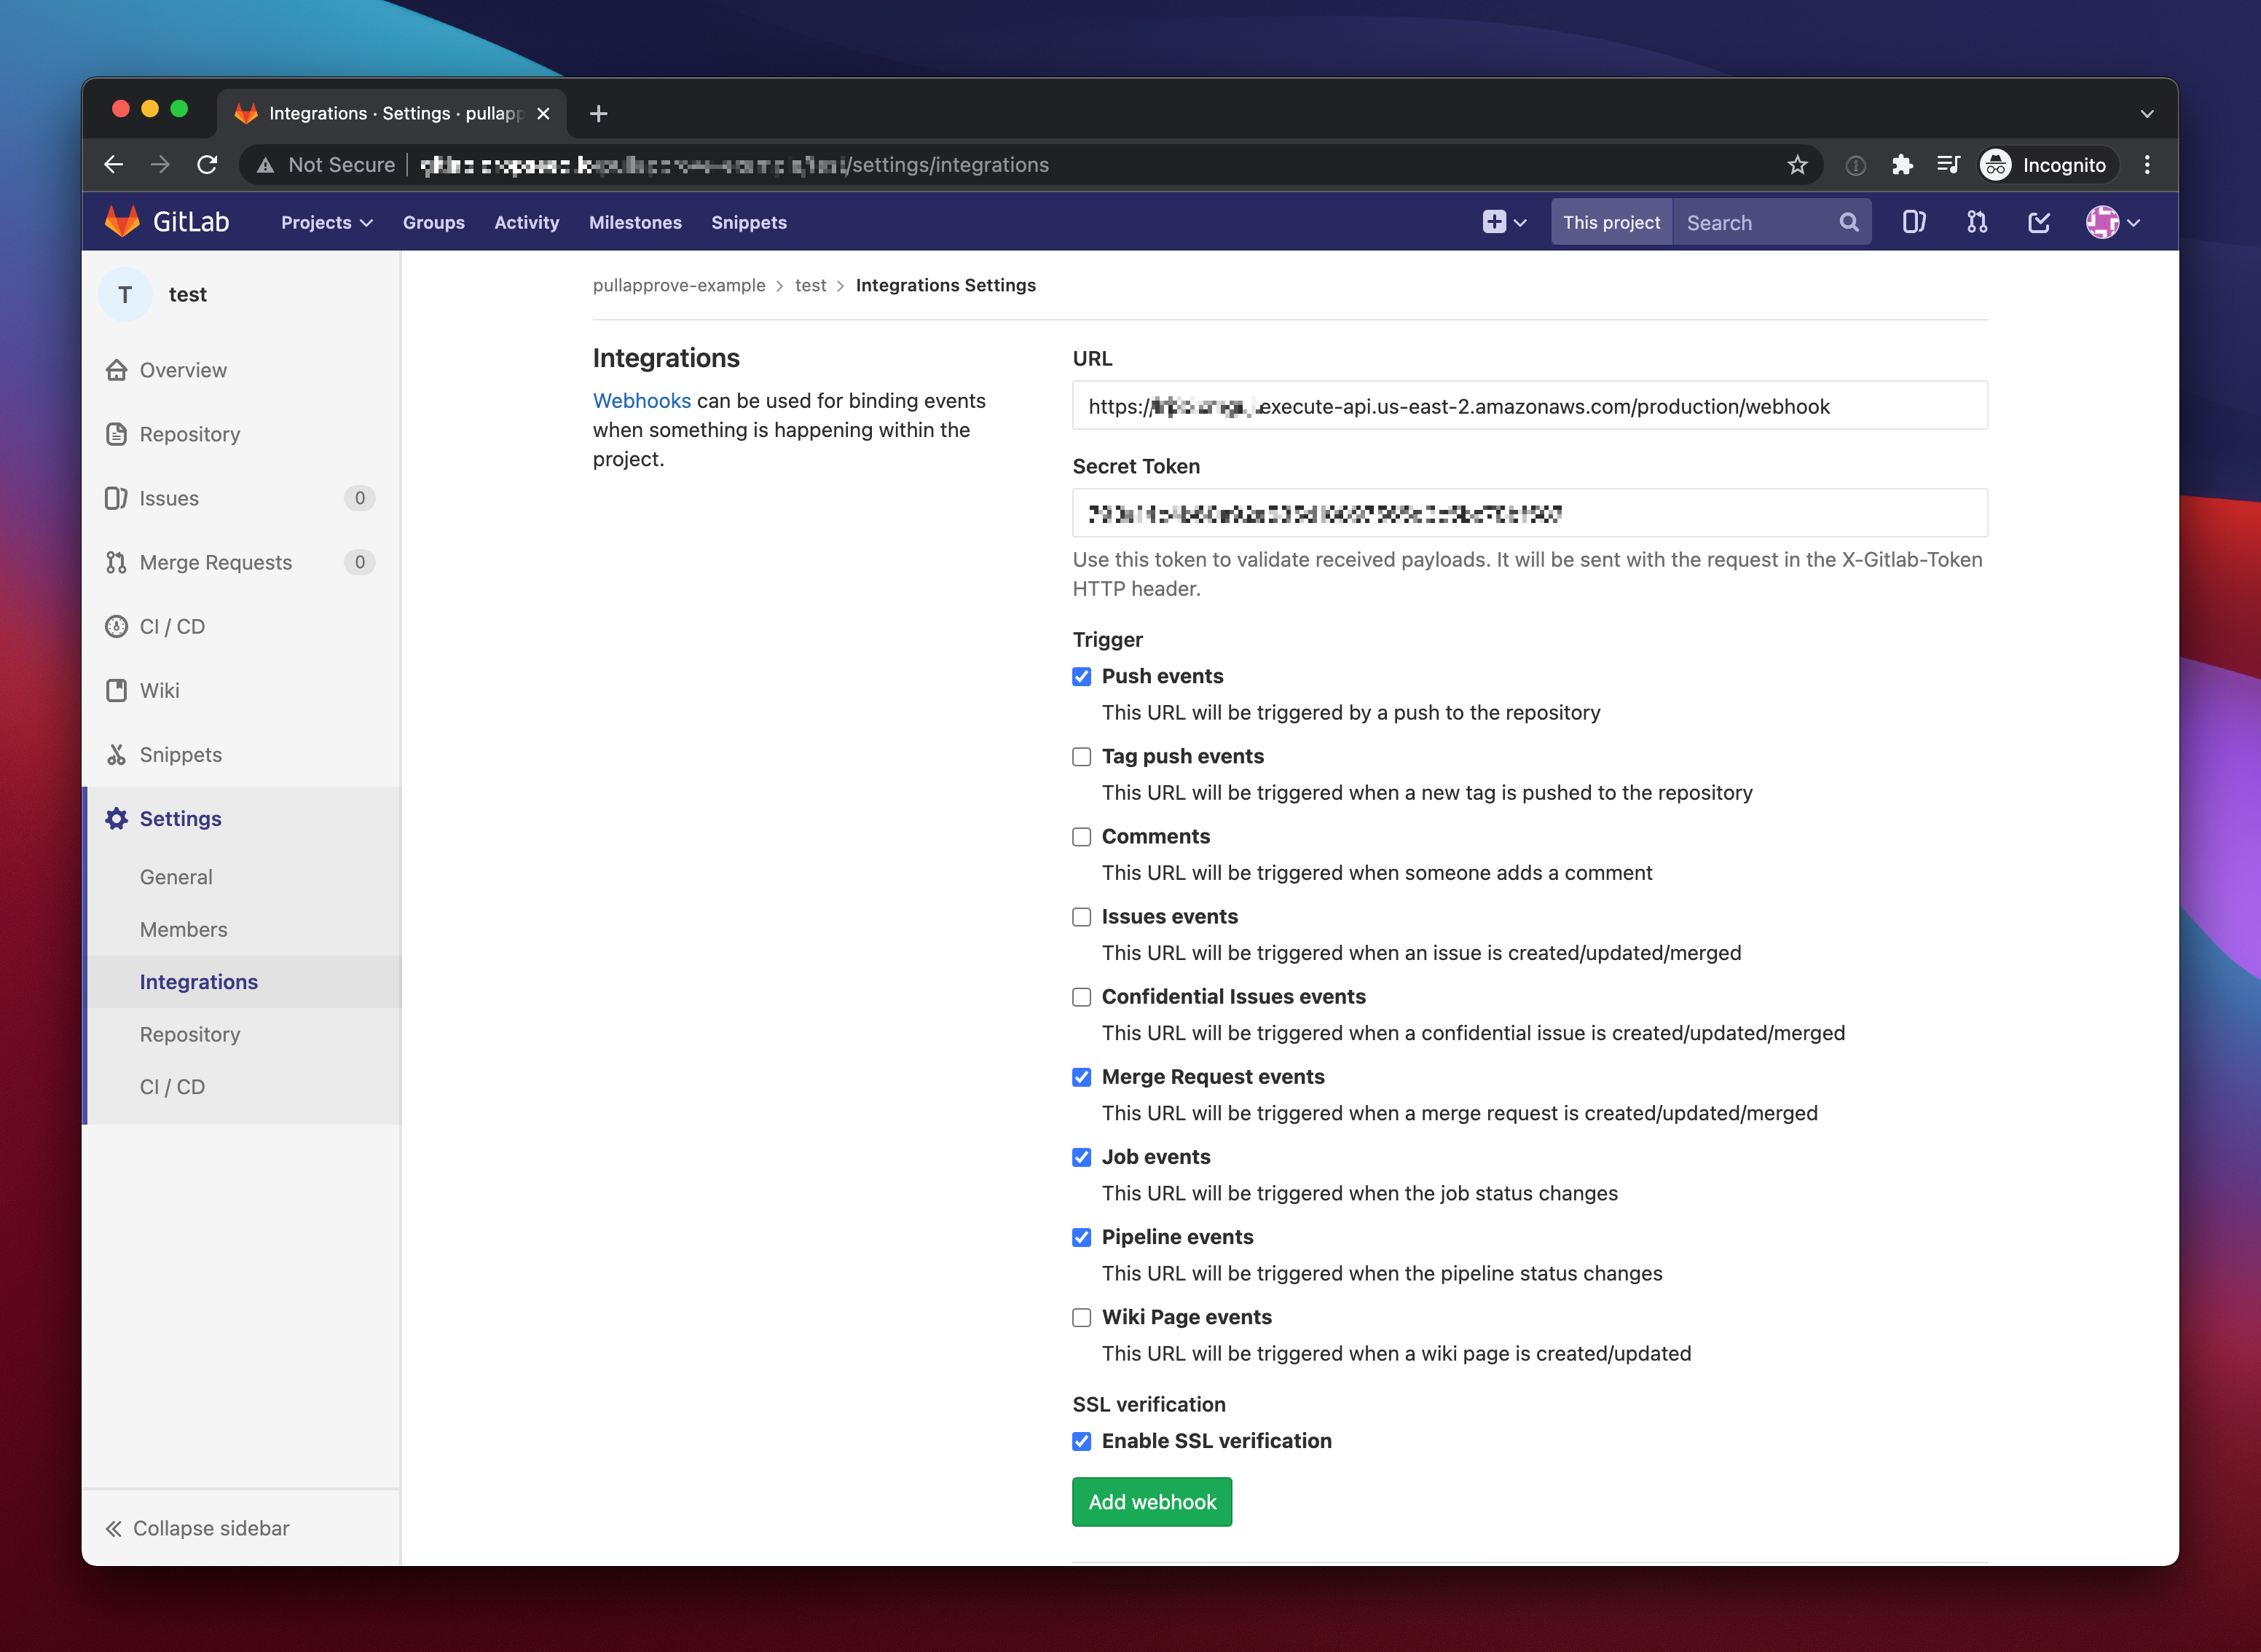 Integrations · Settings · pullapp
Not Secure /settings/integrations
Incognito
GitLab Projects Groups Activity Milestones Snippets This project Search
T test
Overview
Repository
Issues 0
Merge Requests 0
CI / CD
Wiki
Snippets
Settings
General
Members
Integrations
Repository
CI / CD
Collapse sidebar
pullapprove-example > test > Integrations Settings
Integrations
Webhooks can be used for binding events
when something is happening within the
project.
URL
https:// execute-api.us-east-2.amazonaws.com/production/webhook
Secret Token
Use this token to validate received payloads. It will be sent with the request in the X-Gitlab-Token
HTTP header.
Trigger
Push events
This URL will be triggered by a push to the repository
Tag push events
This URL will be triggered when a new tag is pushed to the repository
Comments
This URL will be triggered when someone adds a comment
Issues events
This URL will be triggered when an issue is created/updated/merged
Confidential Issues events
This URL will be triggered when a confidential issue is created/updated/merged
Merge Request events
This URL will be triggered when a merge request is created/updated/merged
Job events
This URL will be triggered when the job status changes
Pipeline events
This URL will be triggered when the pipeline status changes
Wiki Page events
This URL will be triggered when a wiki page is created/updated
SSL verification
Enable SSL verification
Add webhook